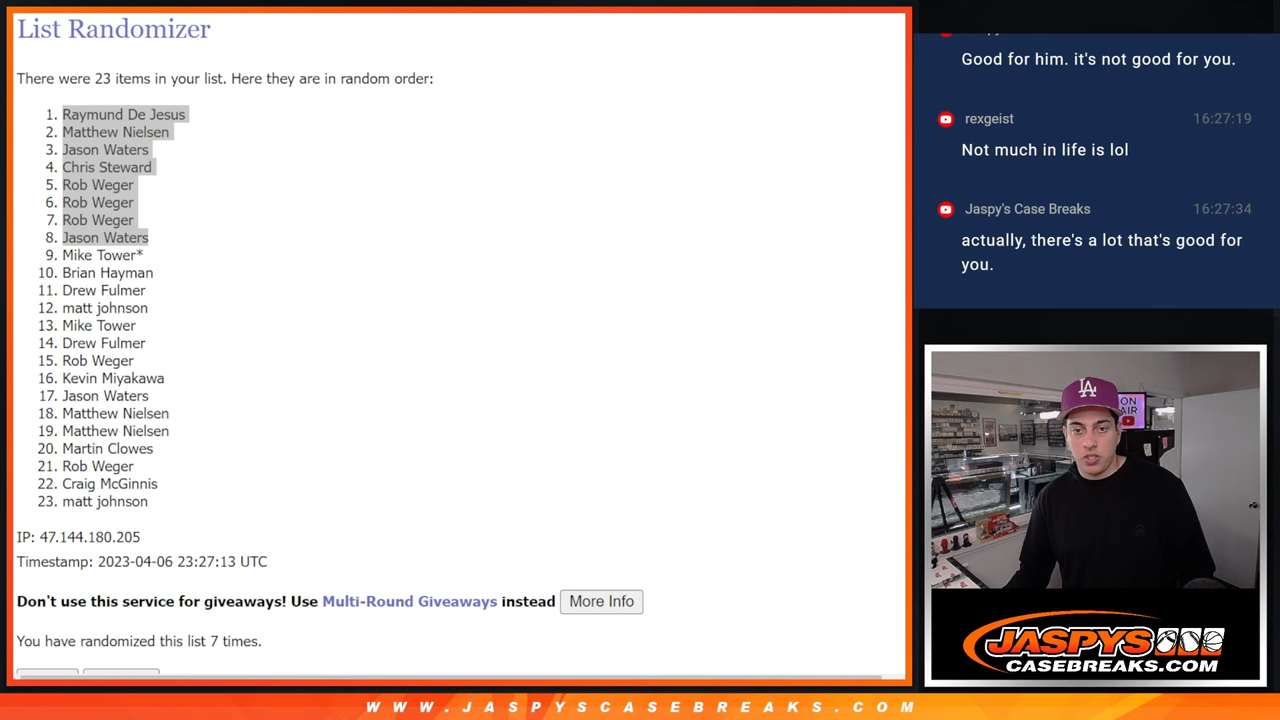 List Randomizer
There were 23 items in your list. Here they are in random order:
1. Raymund De Jesus
2. Matthew Nielsen
3. Jason Waters
4. Chris Steward
5. Rob Weger
6. Rob Weger
7. Rob Weger
8. Jason Waters
9. Mike Tower*
10. Brian Hayman
11. Drew Fulmer
12. matt johnson
13. Mike Tower
14. Drew Fulmer
15. Rob Weger
16. Kevin Miyakawa
17. Jason Waters
18. Matthew Nielsen
19. Matthew Nielsen
20. Martin Clowes
21. Rob Weger
22. Craig McGinnis
23. matt johnson
IP: 47.144.180.205
Timestamp: 2023-04-06 23:27:13 UTC
Don't use this service for giveaways! Use Multi-Round Giveaways instead More Info
You have randomized this list 7 times.
Good for him. it's not good for you.
rexgeist 16:27:19
Not much in life is lol
Jaspy's Case Breaks 16:27:34
actually, there's a lot that's good for
you.
LA
ON
AIR
JASPYS
CASEBREAKS.COM
WWW.JASPYSCASEBREAKS.COM